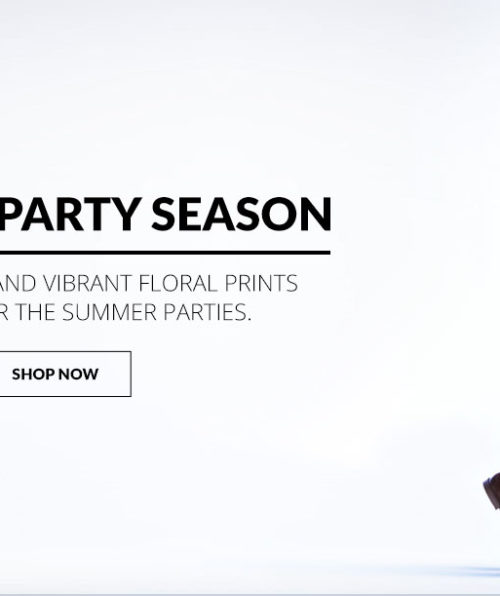 PARTY SEASON
AND VIBRANT FLORAL PRINTS
THE SUMMER PARTIES.
SHOP NOW